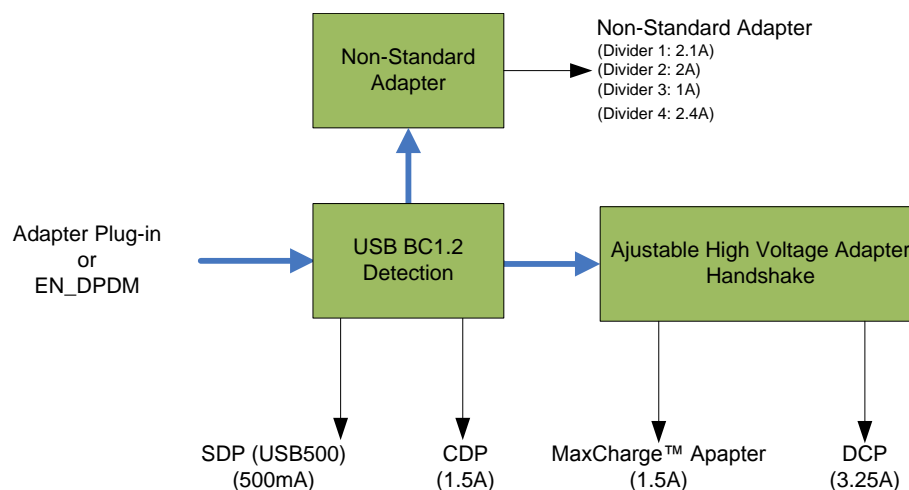 Non-Standard
Adapter
Non-Standard Adapter
(Divider 1: 2.1A)
(Divider 2: 2A)
(Divider 3: 1A)
(Divider 4: 2.4A)
Adapter Plug-in
or
EN_DPDM
USB BC1.2
Detection
Ajustable High Voltage Adapter
Handshake
SDP (USB500)
(500mA)
CDP
(1.5A)
MaxCharge™ Apapter
(1.5A)
DCP
(3.25A)